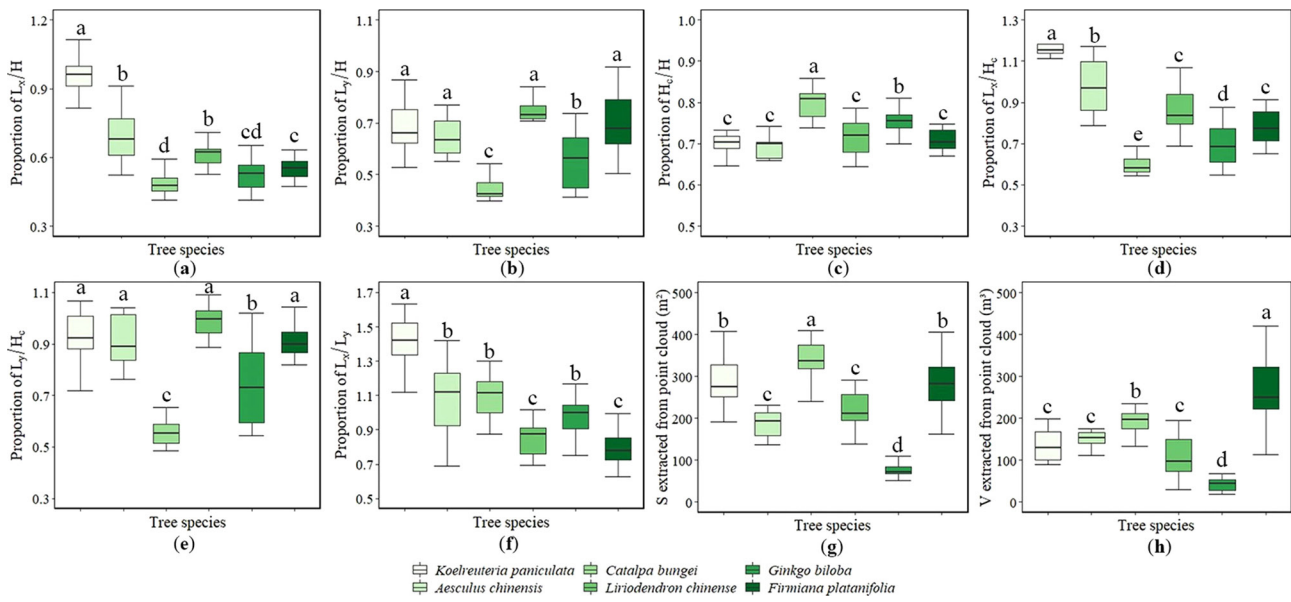 Proportion of Lx/H
1.2
0.9
0.6
0.3
a
b
d
b
cd
c
Tree species
(a)
Proportion of Ly/H
1.1
0.9
0.7
0.5
0.3
a
a
c
a
b
a
Tree species
(b)
Proportion of Hc/H
1.0
0.9
0.8
0.7
0.6
0.5
c
c
a
c
b
c
Tree species
(c)
Proportion of Lx/Hc
1.3
1.1
0.9
0.7
0.5
0.3
a
b
e
c
d
c
Tree species
(d)
Proportion of Ly/Hc
1.1
0.9
0.7
0.5
0.3
a
a
c
a
b
a
Tree species
(e)
Proportion of Lx/Ly
1.7
1.5
1.3
1.1
0.9
0.7
0.5
a
b
b
c
b
c
Tree species
(f)
S extracted from point cloud (m²)
500
400
300
200
100
0
b
c
a
c
d
b
Tree species
(g)
V extracted from point cloud (m³)
500
400
300
200
100
0
c
c
b
c
d
a
Tree species
(h)
Koelreuteria paniculata
Catalpa bungei
Ginkgo biloba
Aesculus chinensis
Liriodendron chinense
Firmiana platanifolia